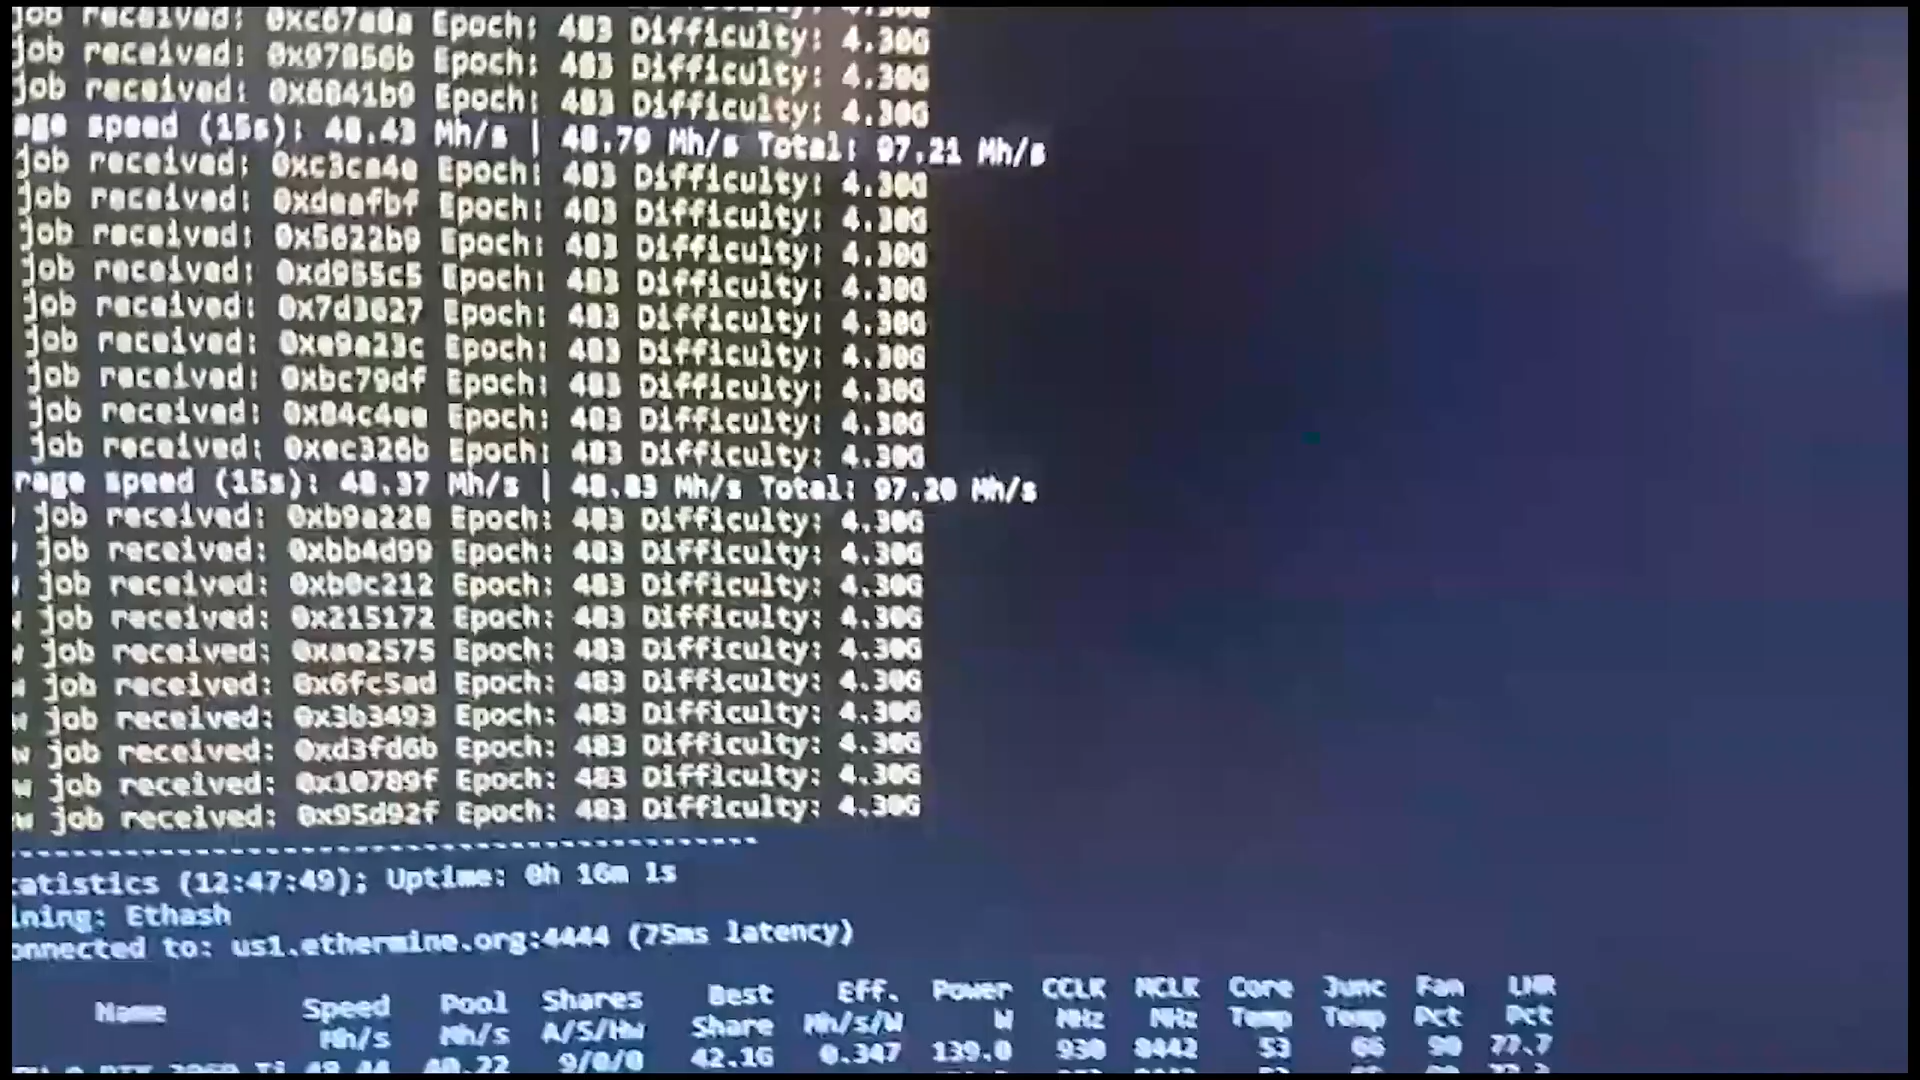 job received: 0xc67a0a Epoch: 483 Difficulty: 4.30G
job received: 0x97856b Epoch: 483 Difficulty: 4.30G
job received: 0x6841b9 Epoch: 483 Difficulty: 4.30G
age speed (15s): 48.43 Mh/s | 48.79 Mh/s Total: 97.21 Mh/s
job received: 0xc3ca4e Epoch: 483 Difficulty: 4.30G
job received: 0xdeafbf Epoch: 483 Difficulty: 4.30G
job received: 0x5622b9 Epoch: 483 Difficulty: 4.30G
job received: 0xd955c5 Epoch: 483 Difficulty: 4.30G
job received: 0x7d3627 Epoch: 483 Difficulty: 4.30G
job received: 0xe9a23c Epoch: 483 Difficulty: 4.30G
job received: 0xbc79df Epoch: 483 Difficulty: 4.30G
job received: 0x84c4ee Epoch: 483 Difficulty: 4.30G
job received: 0xec326b Epoch: 483 Difficulty: 4.30G
rage speed (15s): 48.37 Mh/s | 48.83 Mh/s Total: 97.20 Mh/s
job received: 0xb9a228 Epoch: 483 Difficulty: 4.30G
job received: 0xbb4d99 Epoch: 483 Difficulty: 4.30G
job received: 0xb0c212 Epoch: 483 Difficulty: 4.30G
w job received: 0x215172 Epoch: 483 Difficulty: 4.30G
w job received: 0xae2575 Epoch: 483 Difficulty: 4.30G
w job received: 0x6fc5ad Epoch: 483 Difficulty: 4.30G
w job received: 0x3b3493 Epoch: 483 Difficulty: 4.30G
w job received: 0xd3fd6b Epoch: 483 Difficulty: 4.30G
w job received: 0x10789f Epoch: 483 Difficulty: 4.30G
w job received: 0x95d92f Epoch: 483 Difficulty: 4.30G
----------------------------------------
tatistics (12:47:49); Uptime: 0h 16m 1s
ining: Ethash
onnected to: us1.ethermine.org:4444 (75ms latency)
Name Speed Pool Shares Best Eff. Power CCLK MCLK Core Junc Fan LHR
Mh/s Mh/s A/S/HW Share Mh/s/W W MHz MHz Temp Temp Pct Pct
9/0/0 42.1G 0.347 139.0 930 8442 53 66 90 77.7